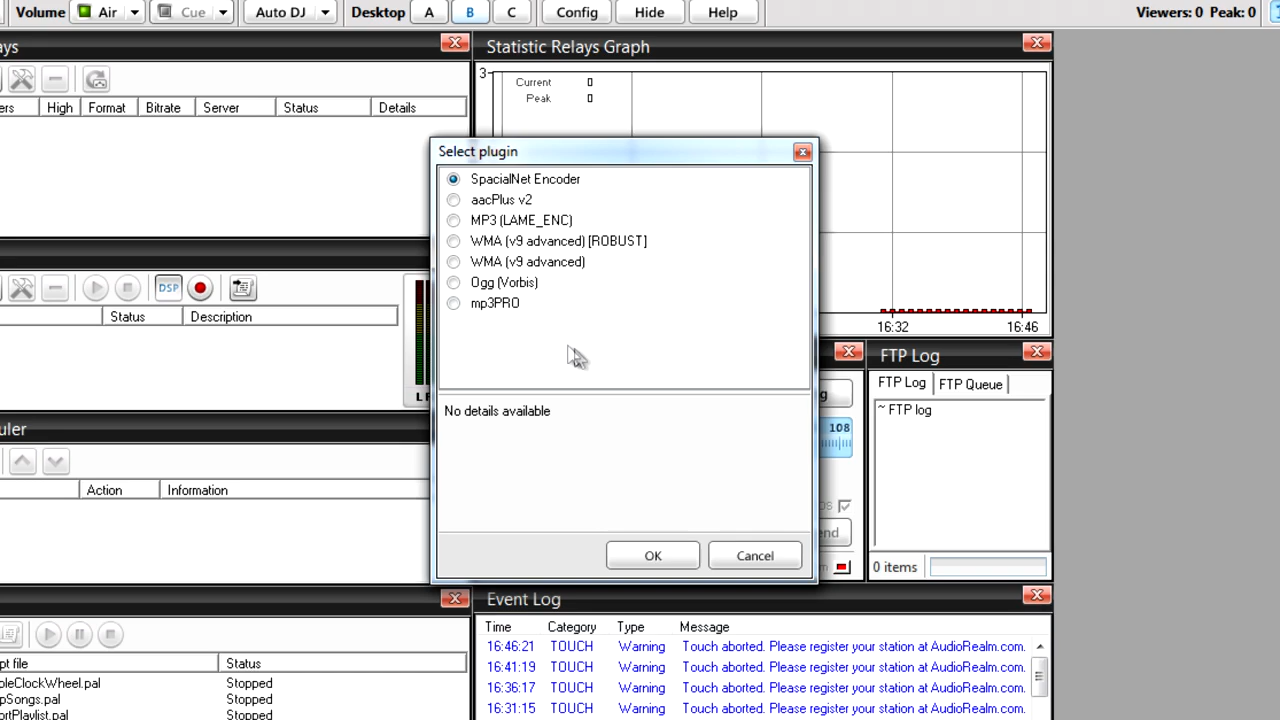 Volume Air Cue Auto DJ Desktop A B C Config Hide Help Viewers: 0 Peak: 0
ays
Statistic Relays Graph
ers High Format Bitrate Server Status Details
3
Current 0
Peak 0
16:32 16:46
Select plugin
SpacialNet Encoder
aacPlus v2
MP3 (LAME_ENC)
WMA (v9 advanced) [ROBUST]
WMA (v9 advanced)
Ogg (Vorbis)
mp3PRO
No details available
OK Cancel
DSP
Status Description
L
uler
Action Information
g
108
end
FTP Log
FTP Log FTP Queue
~ FTP log
0 items
pt file Status
pleClockWheel.pal Stopped
pSongs.pal Stopped
ortPlaylist.pal Stopped
Event Log
Time Category Type Message
16:46:21 TOUCH Warning Touch aborted. Please register your station at AudioRealm.com.
16:41:19 TOUCH Warning Touch aborted. Please register your station at AudioRealm.com.
16:36:17 TOUCH Warning Touch aborted. Please register your station at AudioRealm.com.
16:31:15 TOUCH Warning Touch aborted. Please register your station at AudioRealm.com.